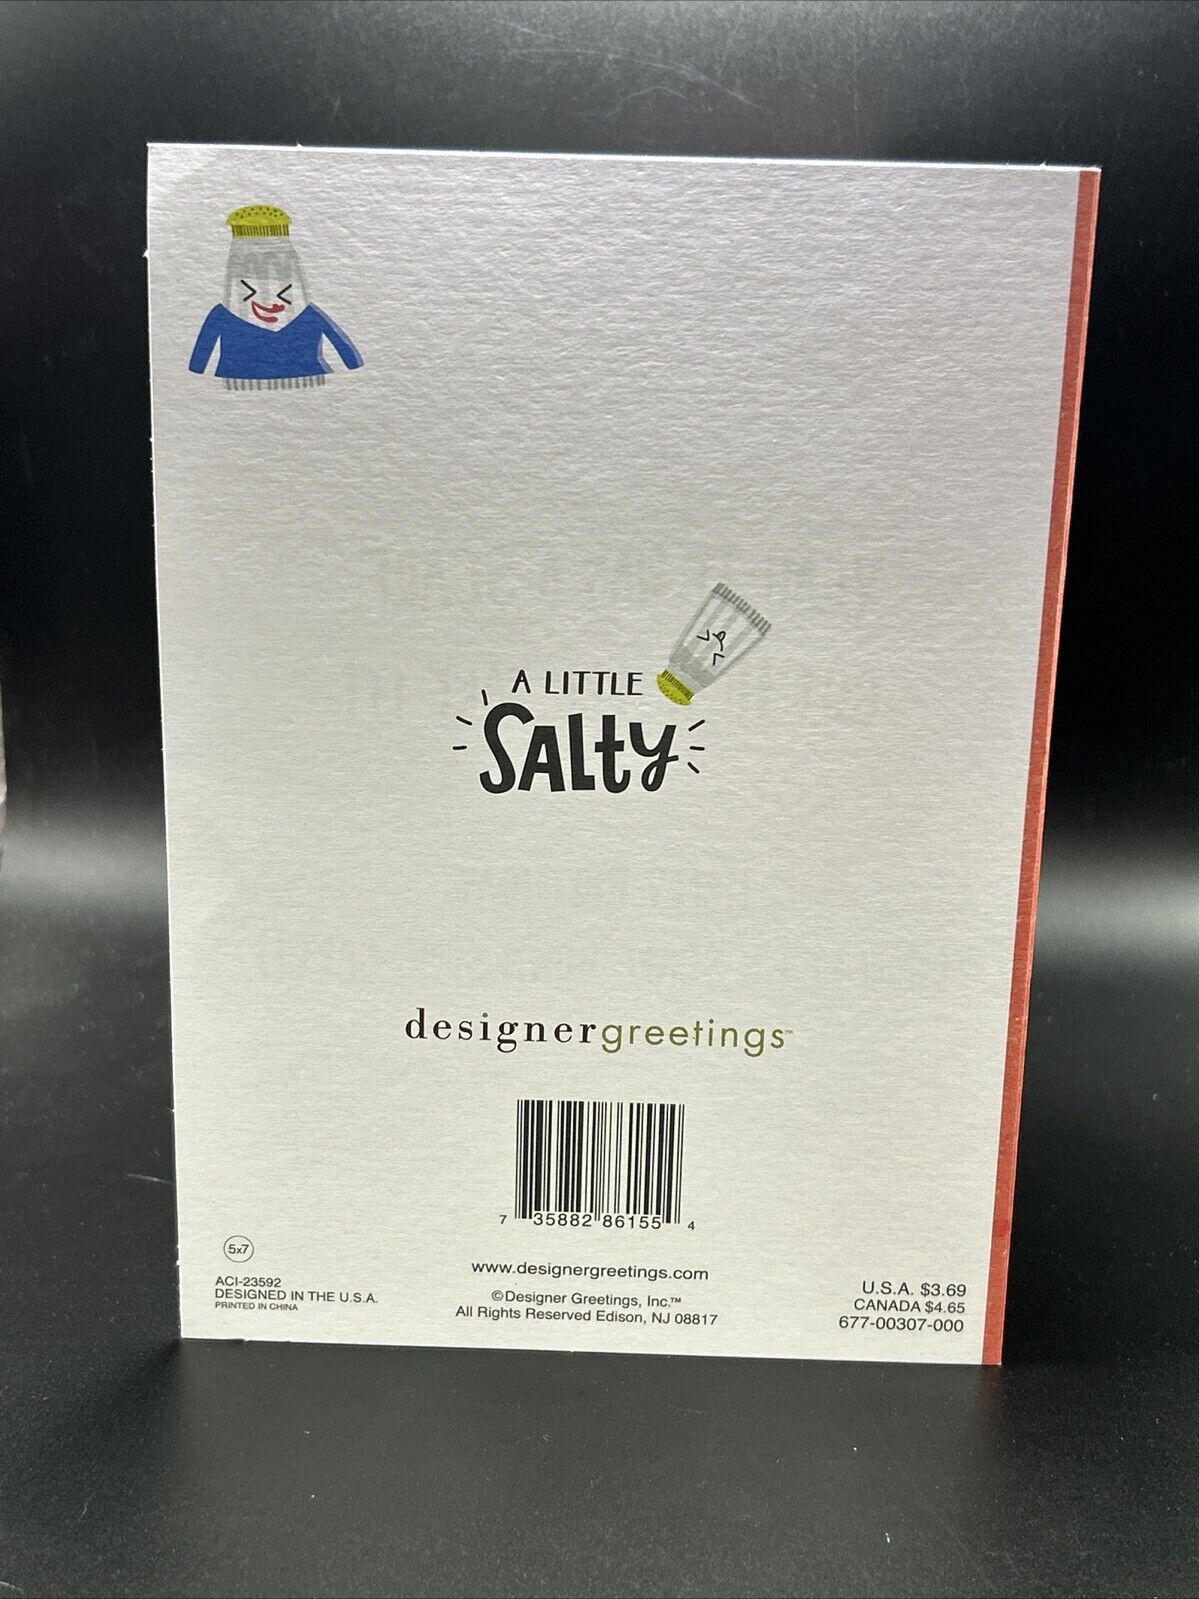 A LITTLE
SALTY
designergreetings™
7 35882 86155 4
5x7
www.designergreetings.com
ACI-23592
DESIGNED IN THE U.S.A.
PRINTED IN CHINA
©Designer Greetings, Inc.™
All Rights Reserved Edison, NJ 08817
U.S.A. $3.69
CANADA $4.65
677-00307-000